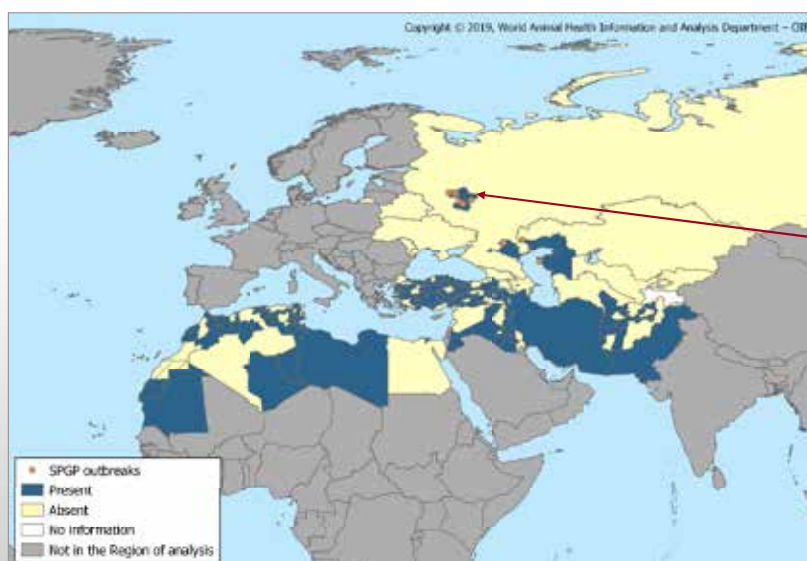 Copyright © 2019, World Animal Health Information and Analysis Department – OIE
SPGP outbreaks
Present
Absent
No information
Not in the Region of analysis